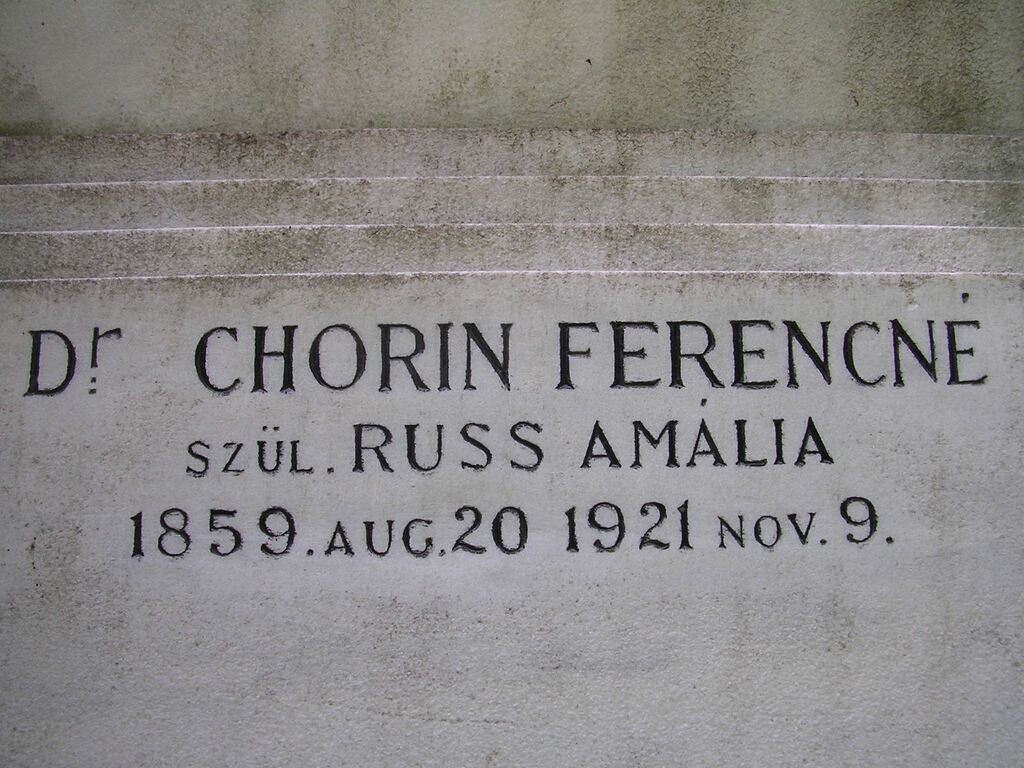 Dr. CHORIN FERENCNÉ
SZÜL. RUSS AMÁLIA
1859. AUG. 20 1921 NOV. 9.